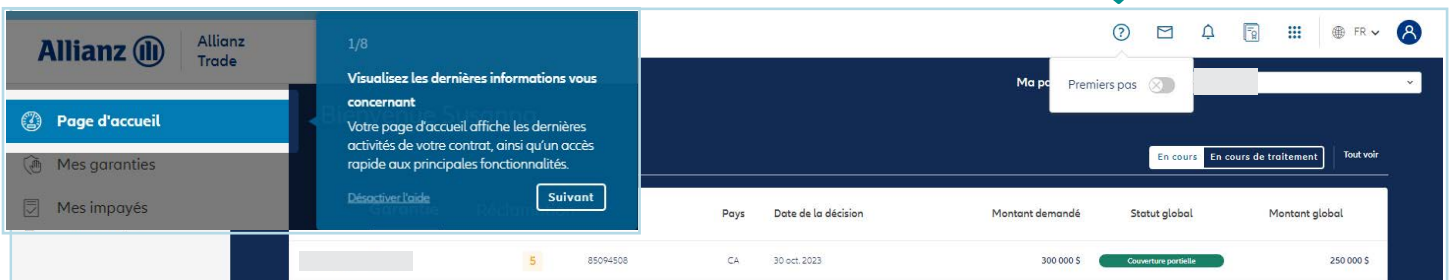 Allianz
Allianz
Trade
Page d'accueil
Mes garanties
Mes impayés
1/8
Visualisez les dernières informations vous
concernant
Votre page d'accueil affiche les dernières
activités de votre contrat, ainsi qu'un accès
rapide aux principales fonctionnalités.
Désactiver l'aide
Suivant
Bienvenue Susanna
FR
Ma po
Premiers pas
En cours
En cours de traitement
Tout voir
Garantie
Pays
Date de la décision
Montant demandé
Statut global
Montant global
5
85094508
CA
30 oct. 2023
300 000 $
Couverture partielle
250 000 $